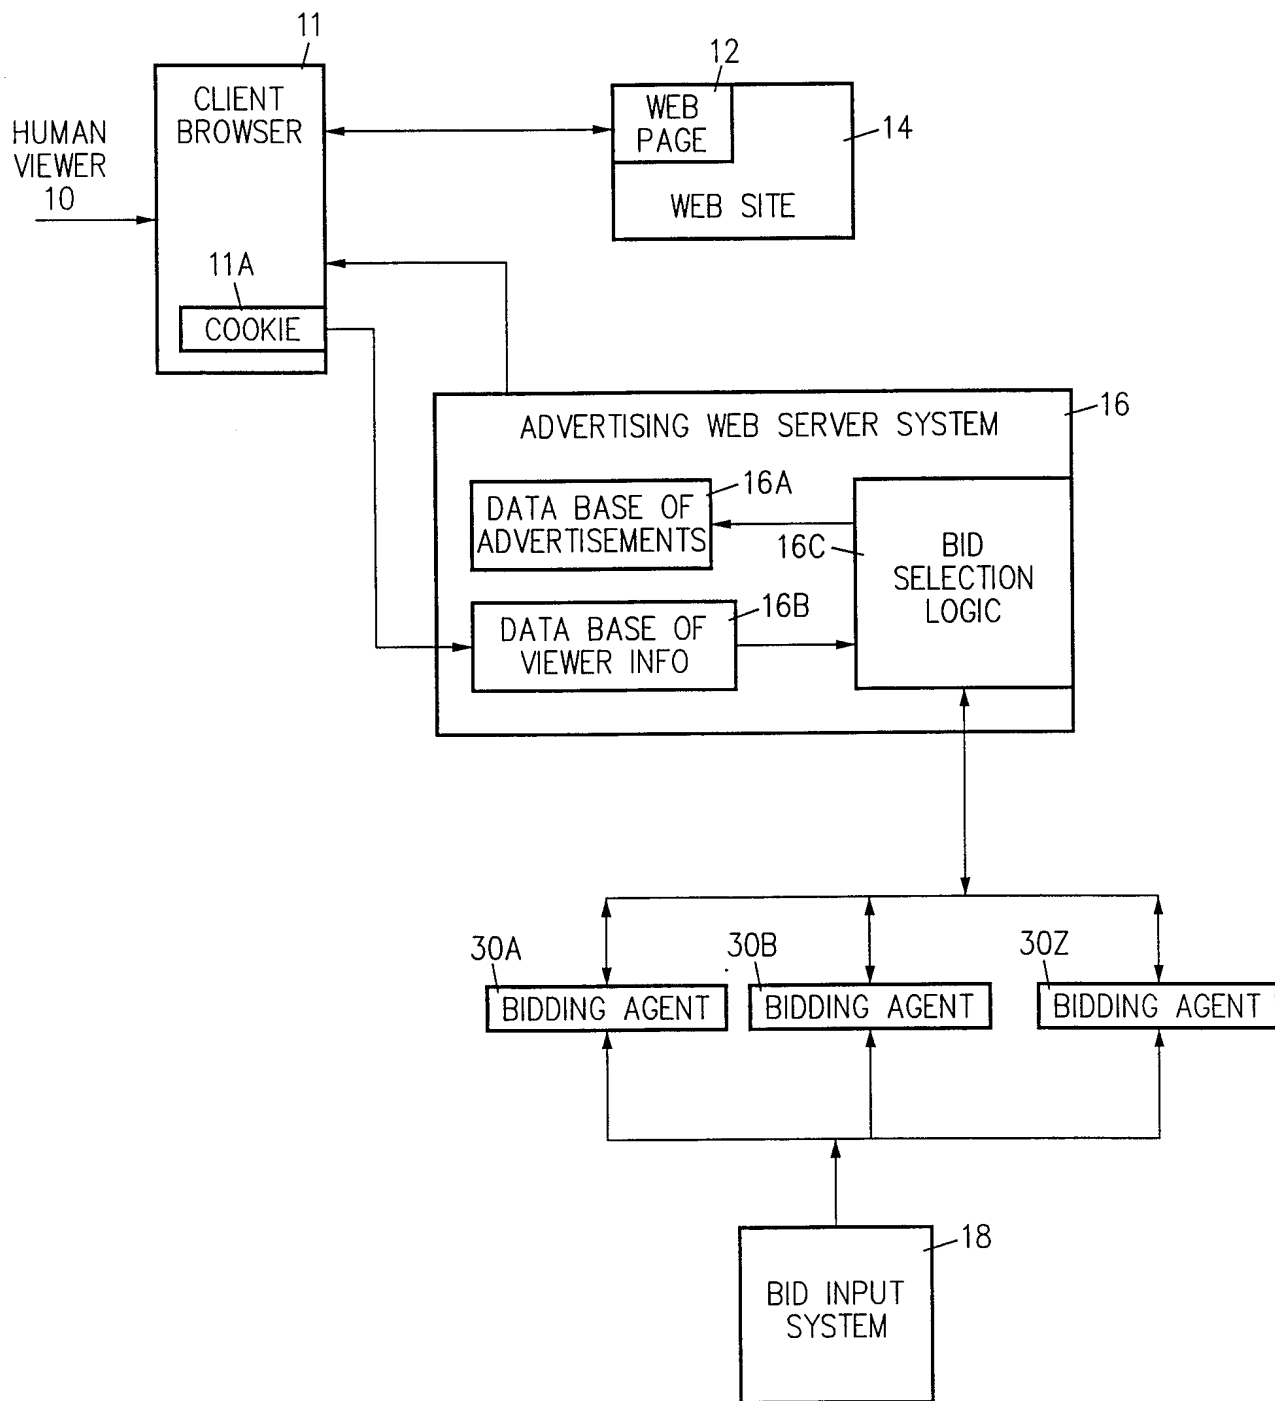 11
CLIENT
BROWSER
HUMAN
VIEWER
10
11A
COOKIE
12
WEB
PAGE
14
WEB SITE
16
ADVERTISING WEB SERVER SYSTEM
16A
DATA BASE OF
ADVERTISEMENTS
16C
BID
SELECTION
LOGIC
16B
DATA BASE OF
VIEWER INFO
30A
BIDDING AGENT
30B
BIDDING AGENT
30Z
BIDDING AGENT
18
BID INPUT
SYSTEM